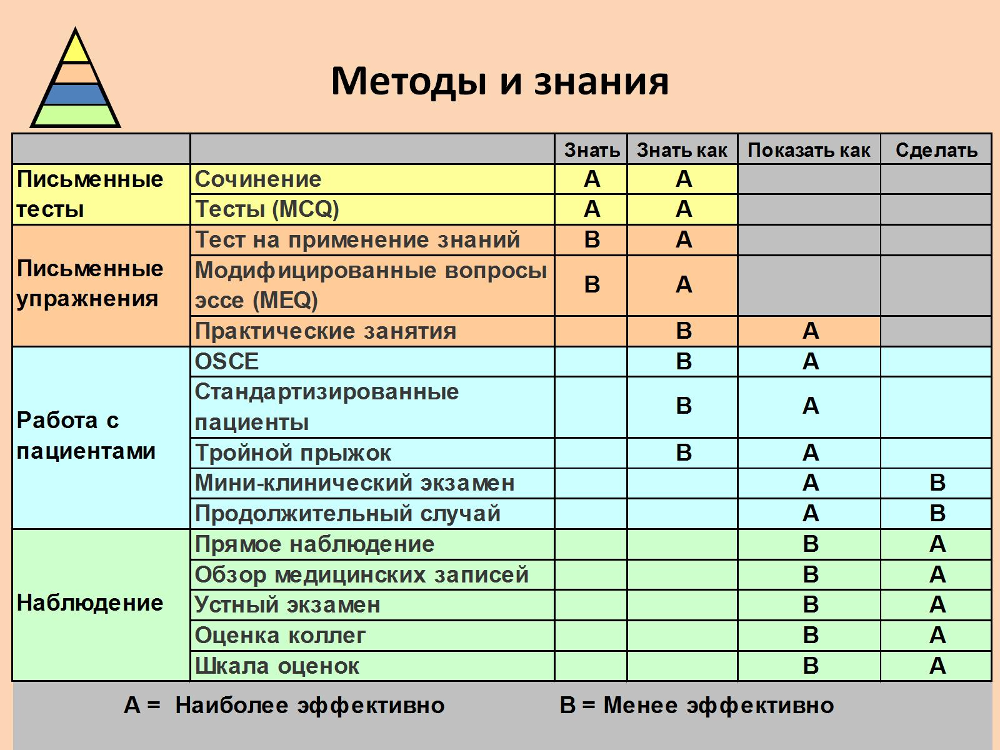 Методы и знания
Знать Знать как Показать как Сделать
Письменные тесты
Сочинение A A
Тесты (MCQ) A A
Письменные упражнения
Тест на применение знаний B A
Модифицированные вопросы
эссе (MEQ) B A
Практические занятия B A
Работа с пациентами
OSCE B A
Стандартизированные
пациенты B A
Тройной прыжок B A
Мини-клинический экзамен A B
Продолжительный случай A B
Наблюдение
Прямое наблюдение B A
Обзор медицинских записей B A
Устный экзамен B A
Оценка коллег B A
Шкала оценок B A
A = Наиболее эффективно B = Менее эффективно